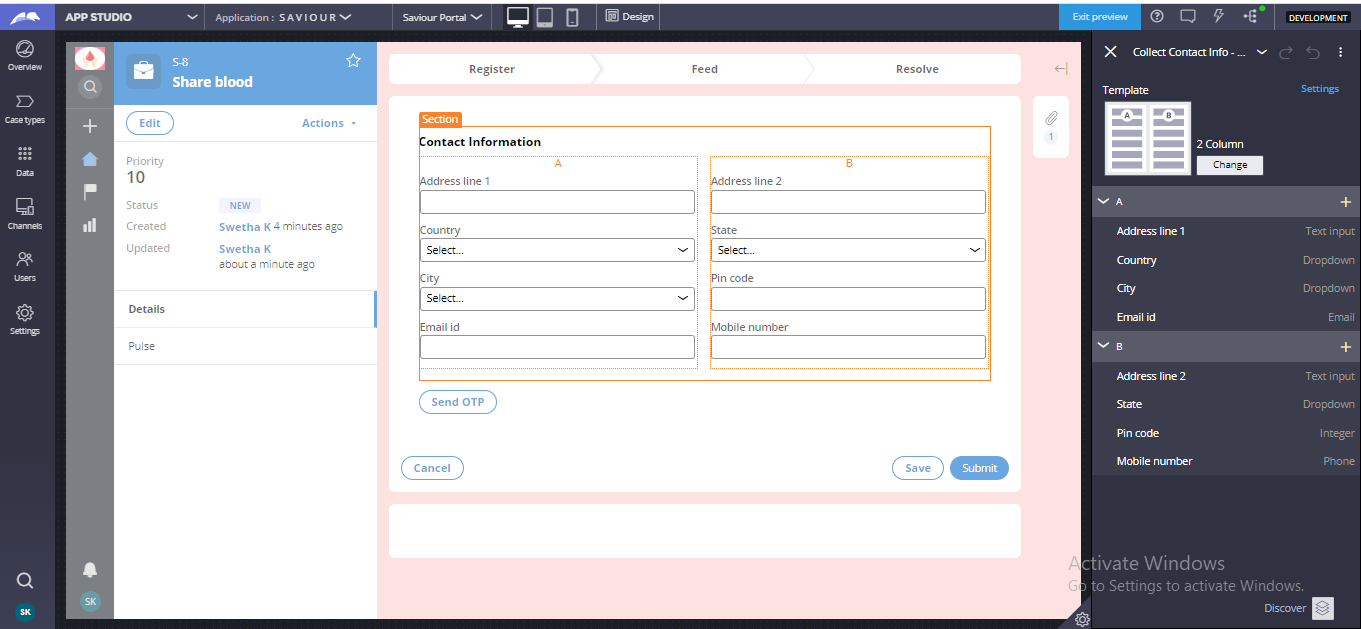 APP STUDIO
Application : SAVIOUR
Saviour Portal
Design
Exit preview
DEVELOPMENT
Overview
Case types
Data
Channels
Users
Settings
SK
SK
S-8
Share blood
Edit
Actions
Priority
10
Status NEW
Created Swetha K 4 minutes ago
Updated Swetha K
about a minute ago
Details
Pulse
Register
Feed
Resolve
1
Section
Contact Information
A
B
Address line 1
Address line 2
Country
State
Select...
Select...
City
Pin code
Select...
Email id
Mobile number
Send OTP
Cancel
Save
Submit
Collect Contact Info - ...
Template
Settings
A B
2 Column
Change
A
Address line 1 Text input
Country Dropdown
City Dropdown
Email id Email
B
Address line 2 Text input
State Dropdown
Pin code Integer
Mobile number Phone
Activate Windows
Go to Settings to activate Windows.
Discover